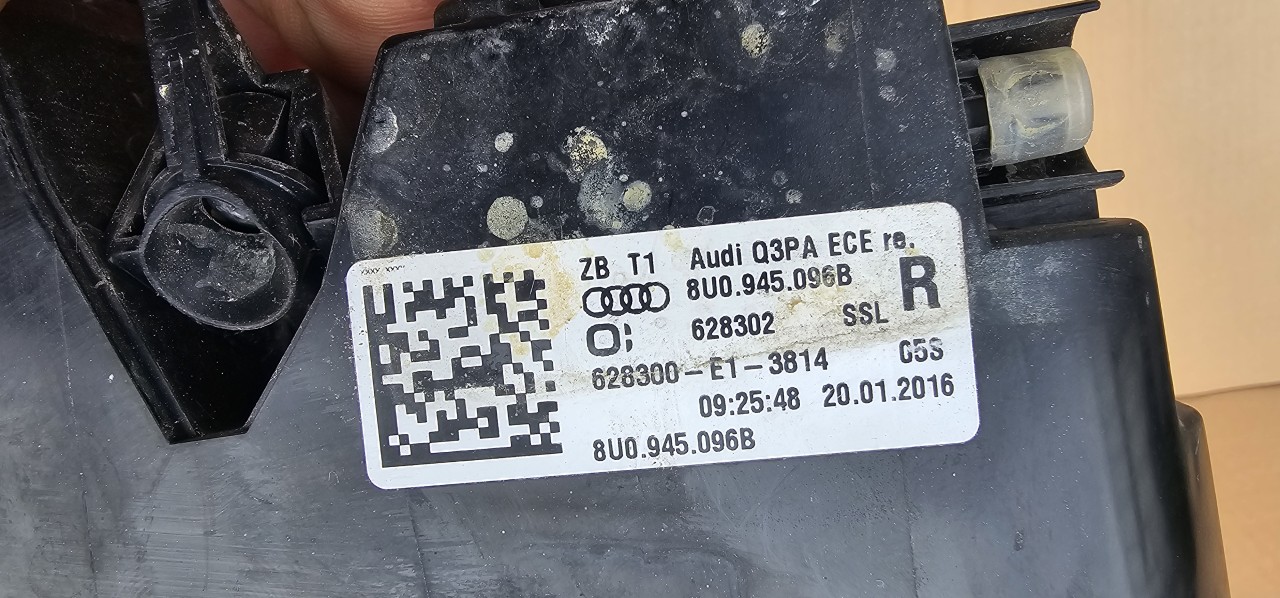 ZB T1 Audi Q3PA ECE re.
8U0.945.096B R
628302 SSL
628300-E1-3814 G5S
09:25:48 20.01.2016
8U0.945.096B